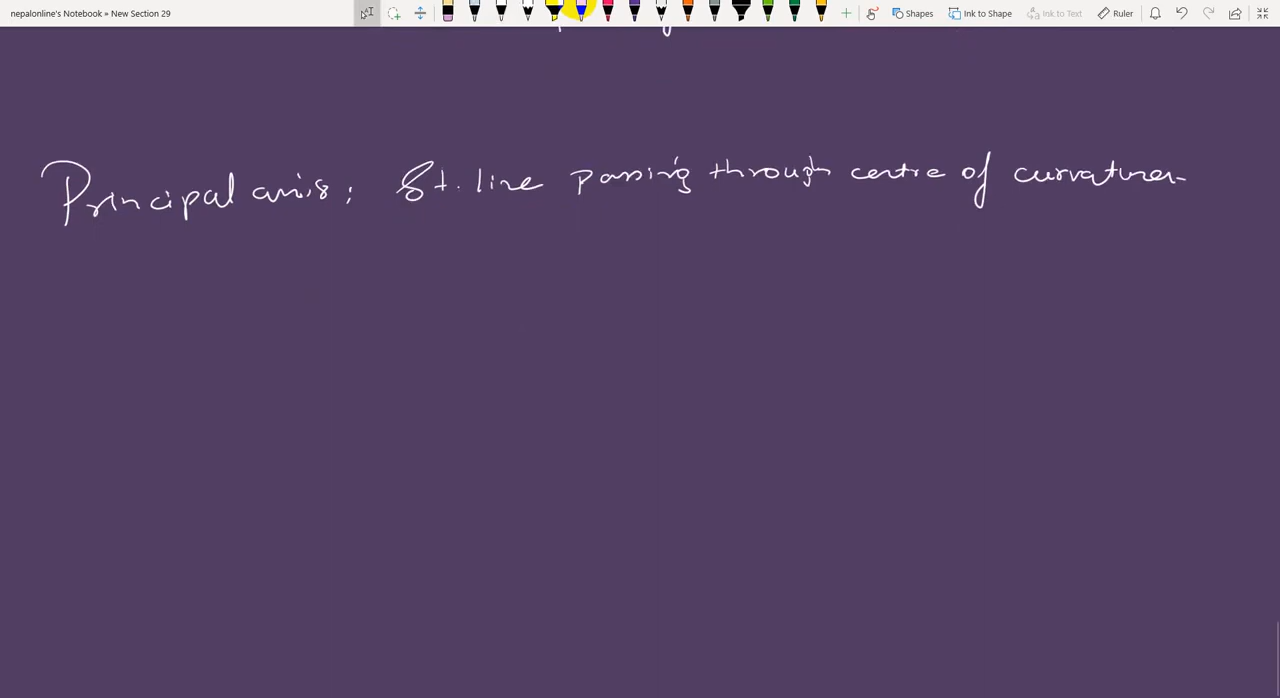 nepalonline's Notebook » New Section 29
Shapes Ink to Shape Ink to Text Ruler
Principal axis: St. line passing through centre of curvature